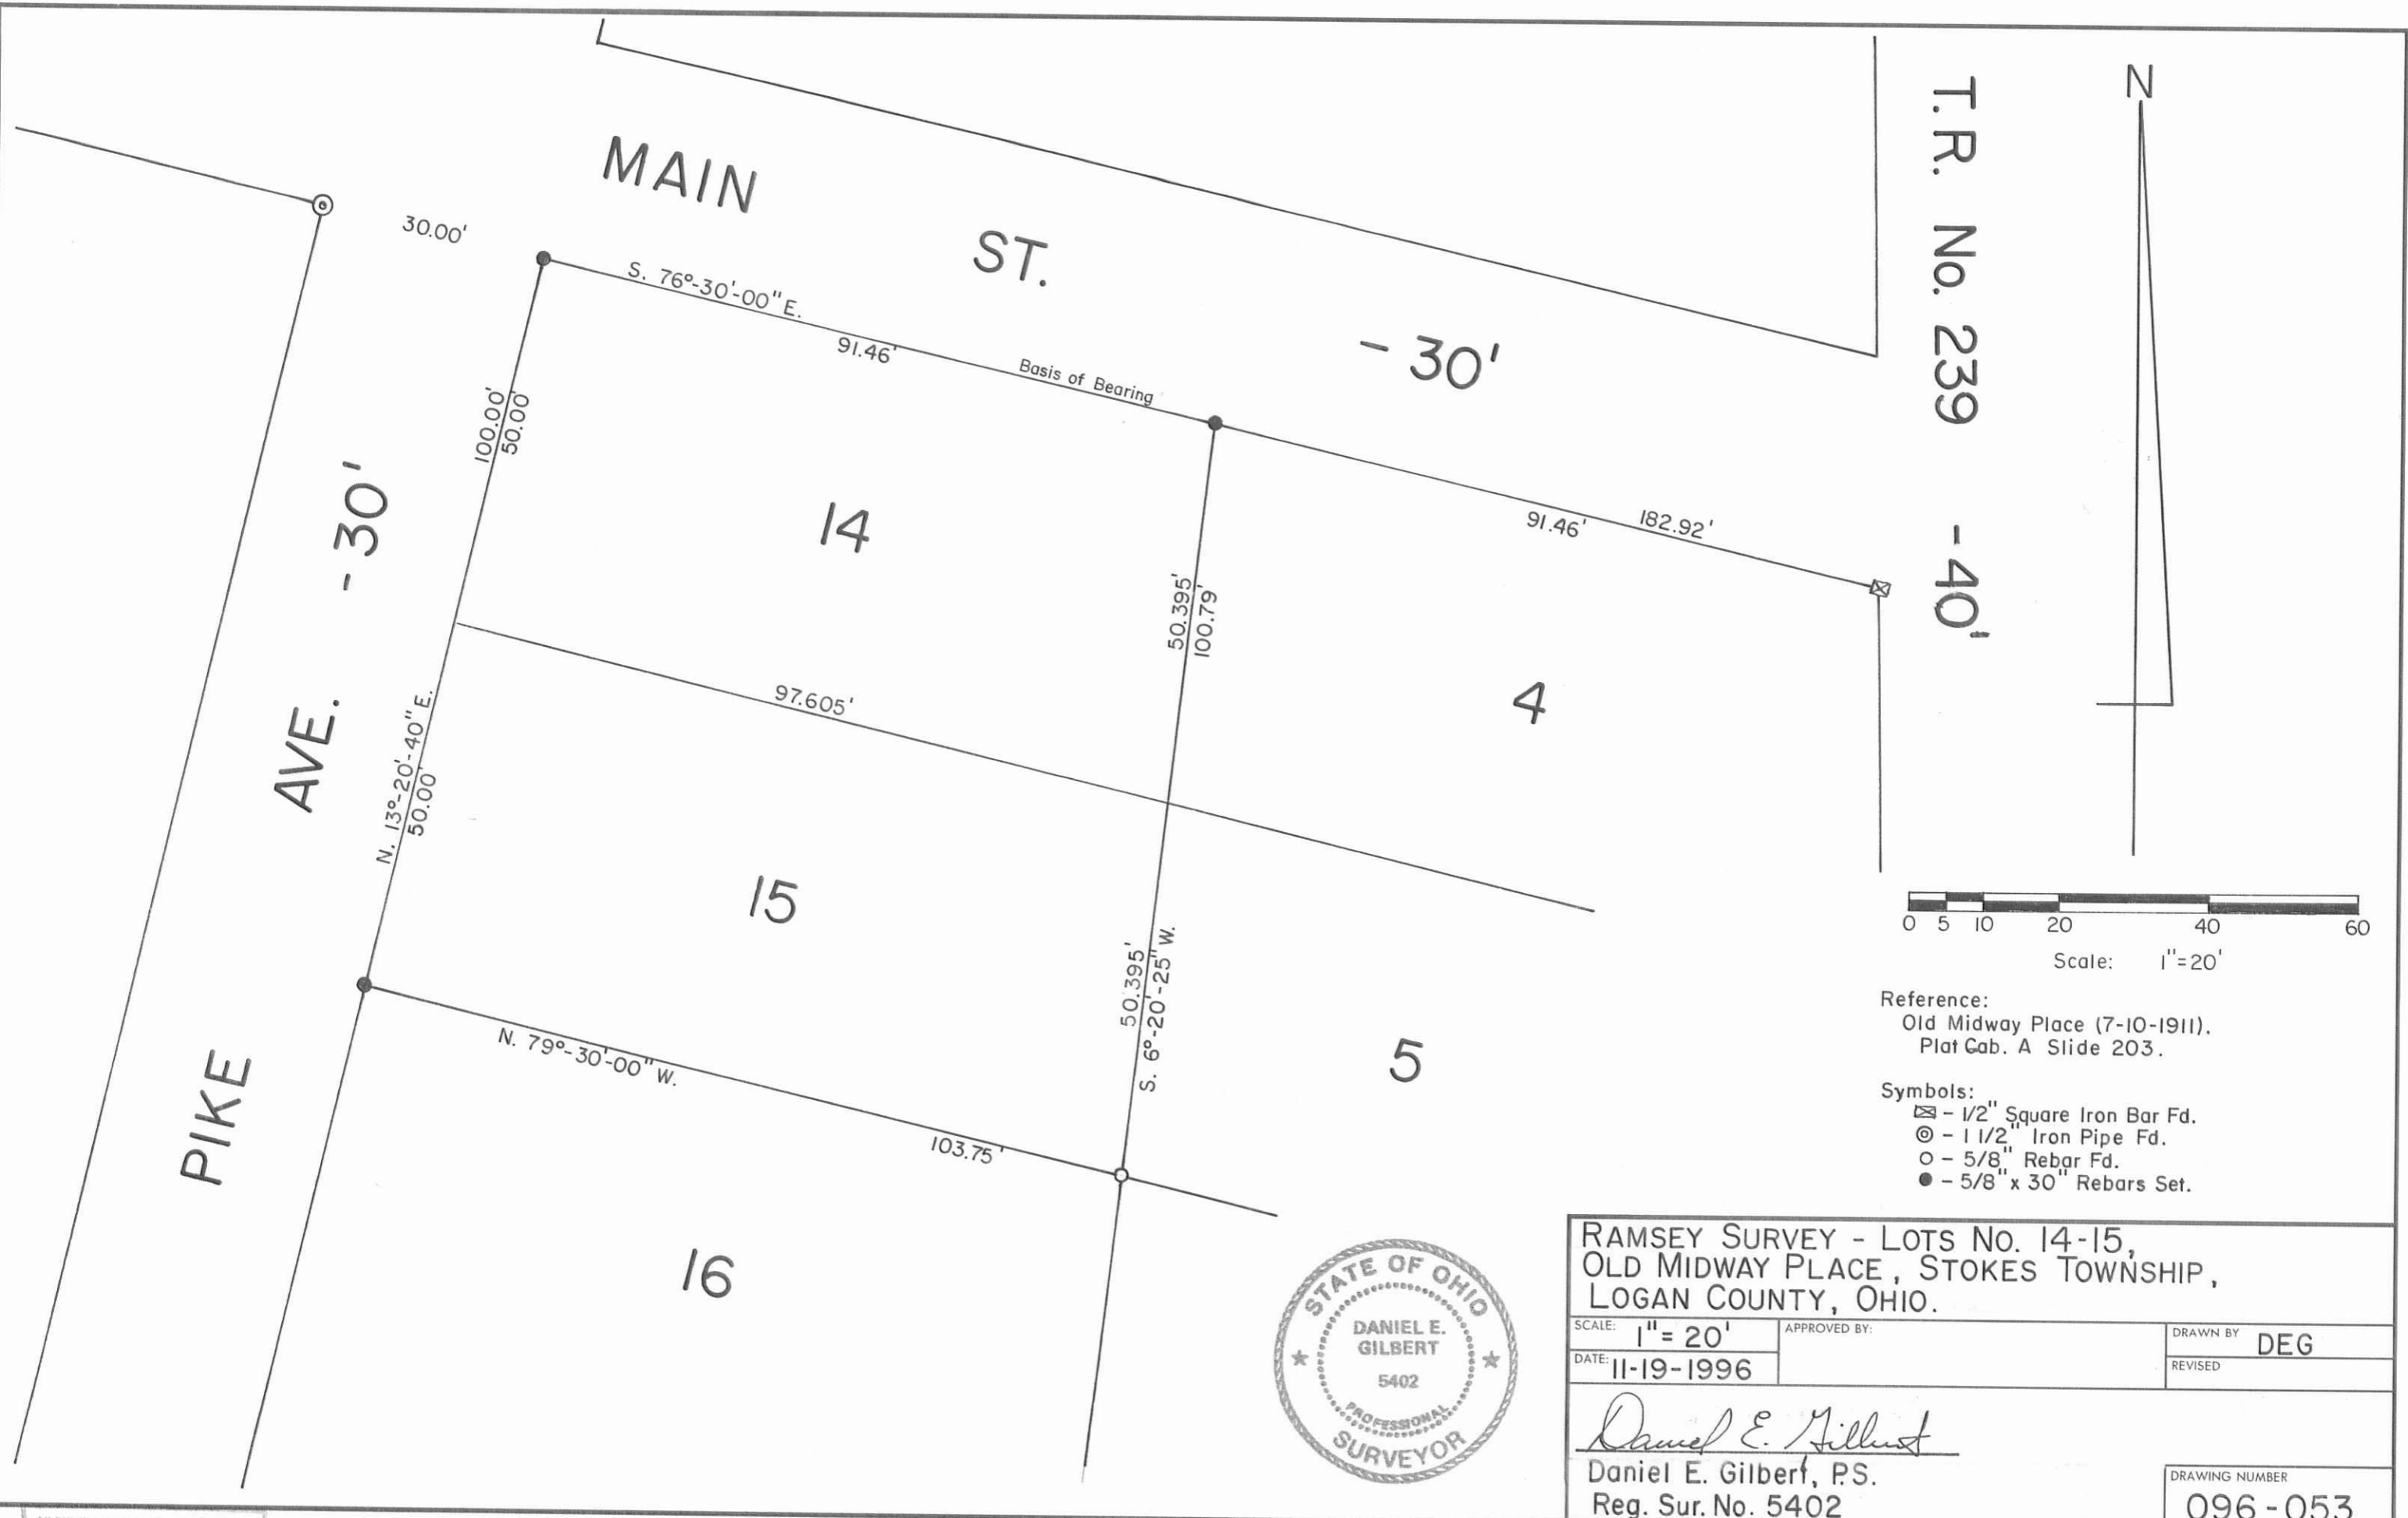 MAIN ST. - 30'
T. R. No. 239 - 40'
N
30.00'
S. 76°-30'-00" E.
91.46'
Basis of Bearing
91.46'
182.92'
100.00'
50.00'
14
50.395'
100.79'
4
PIKE AVE. - 30'
N. 13°-20'-40" E.
50.00'
97.605'
15
50.395'
S. 6°-20'-25" W.
5
N. 79°-30'-00" W.
103.75'
16
0 5 10 20 40 60
Scale: 1"=20'
Reference:
Old Midway Place (7-10-1911).
Plat Cab. A Slide 203.
Symbols:
- 1/2" Square Iron Bar Fd.
- 1 1/2" Iron Pipe Fd.
- 5/8" Rebar Fd.
- 5/8" x 30" Rebars Set.
STATE OF OHIO
DANIEL E.
GILBERT
5402
PROFESSIONAL
SURVEYOR
RAMSEY SURVEY - LOTS NO. 14-15,
OLD MIDWAY PLACE, STOKES TOWNSHIP,
LOGAN COUNTY, OHIO.
SCALE: 1" = 20'
APPROVED BY:
DRAWN BY DEG
DATE: 11-19-1996
REVISED
Daniel E. Gilbert
Daniel E. Gilbert, P.S.
Reg. Sur. No. 5402
DRAWING NUMBER
096-053